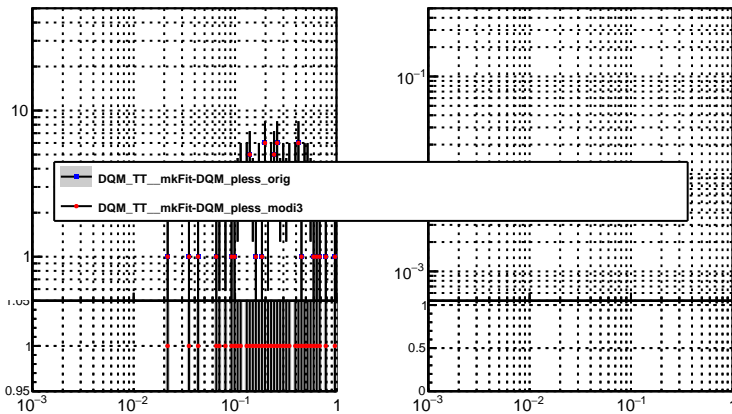 10
1
1.05
1
0.95
10⁻³ 10⁻² 10⁻¹ 1
10⁻¹
10⁻³
1
0.5
0
10⁻³ 10⁻² 10⁻¹ 1
DQM_TT__mkFit-DQM_pless_orig
DQM_TT__mkFit-DQM_pless_modi3